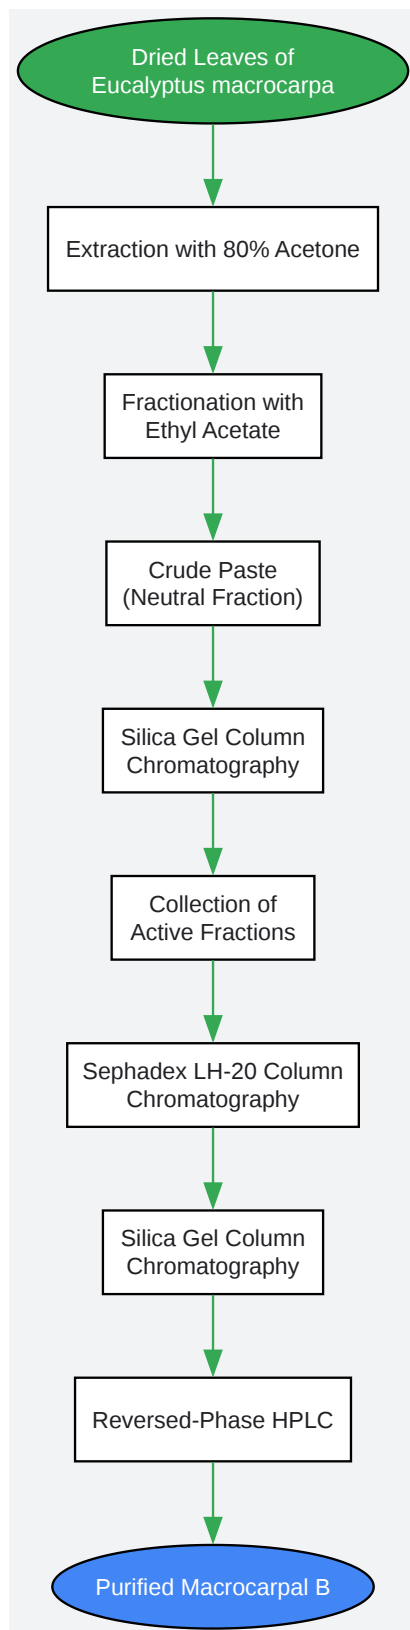 Dried Leaves of
Eucalyptus macrocarpa
Extraction with 80% Acetone
Fractionation with
Ethyl Acetate
Crude Paste
(Neutral Fraction)
Silica Gel Column
Chromatography
Collection of
Active Fractions
Sephadex LH-20 Column
Chromatography
Silica Gel Column
Chromatography
Reversed-Phase HPLC
Purified Macrocarpal B